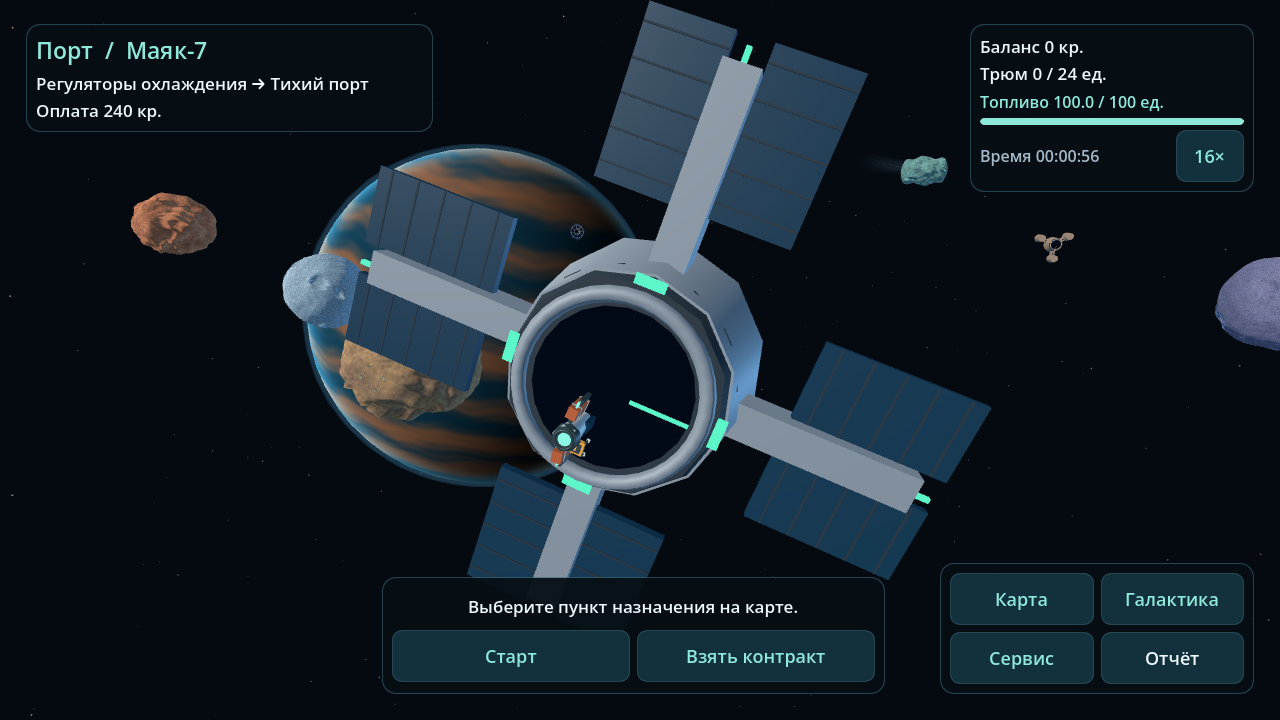 Порт / Маяк-7
Регуляторы охлаждения → Тихий порт
Оплата 240 кр.
Баланс 0 кр.
Трюм 0 / 24 ед.
Топливо 100.0 / 100 ед.
Время 00:00:56
16×
Выберите пункт назначения на карте.
Старт
Взять контракт
Карта
Галактика
Сервис
Отчёт